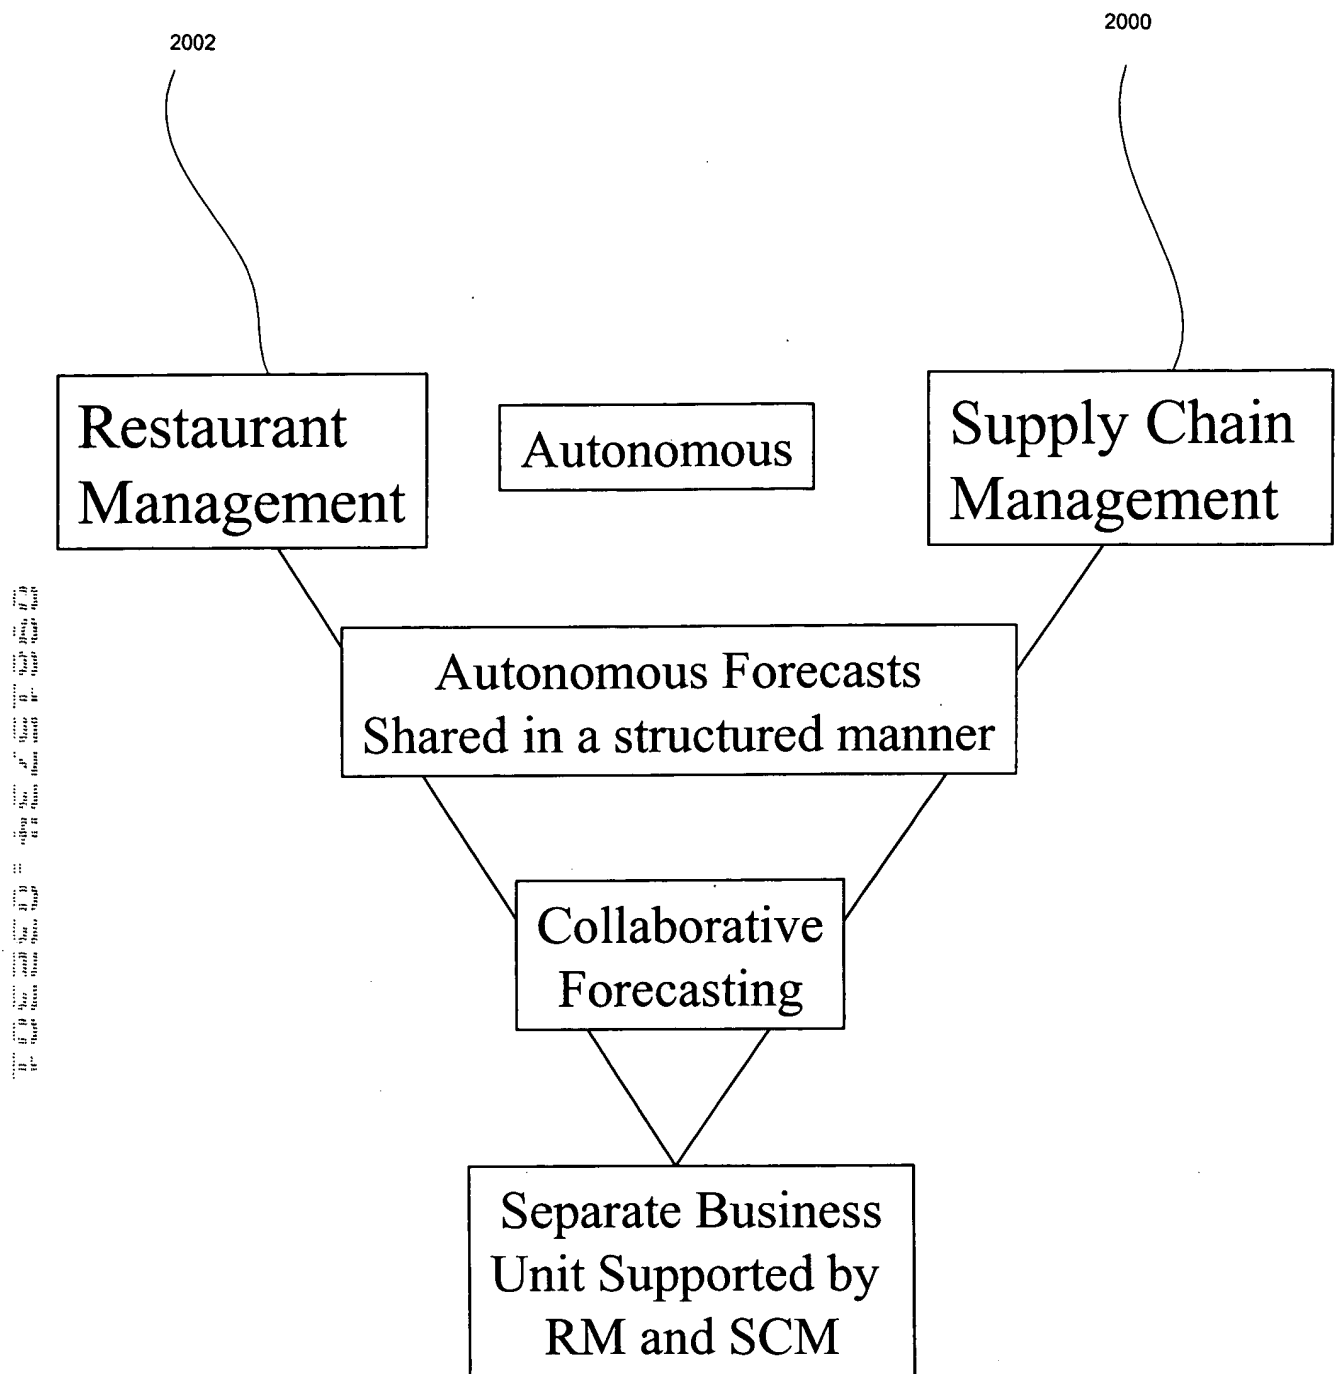 2002
2000
Restaurant
Management
Autonomous
Supply Chain
Management
Autonomous Forecasts
Shared in a structured manner
Collaborative
Forecasting
Separate Business
Unit Supported by
RM and SCM